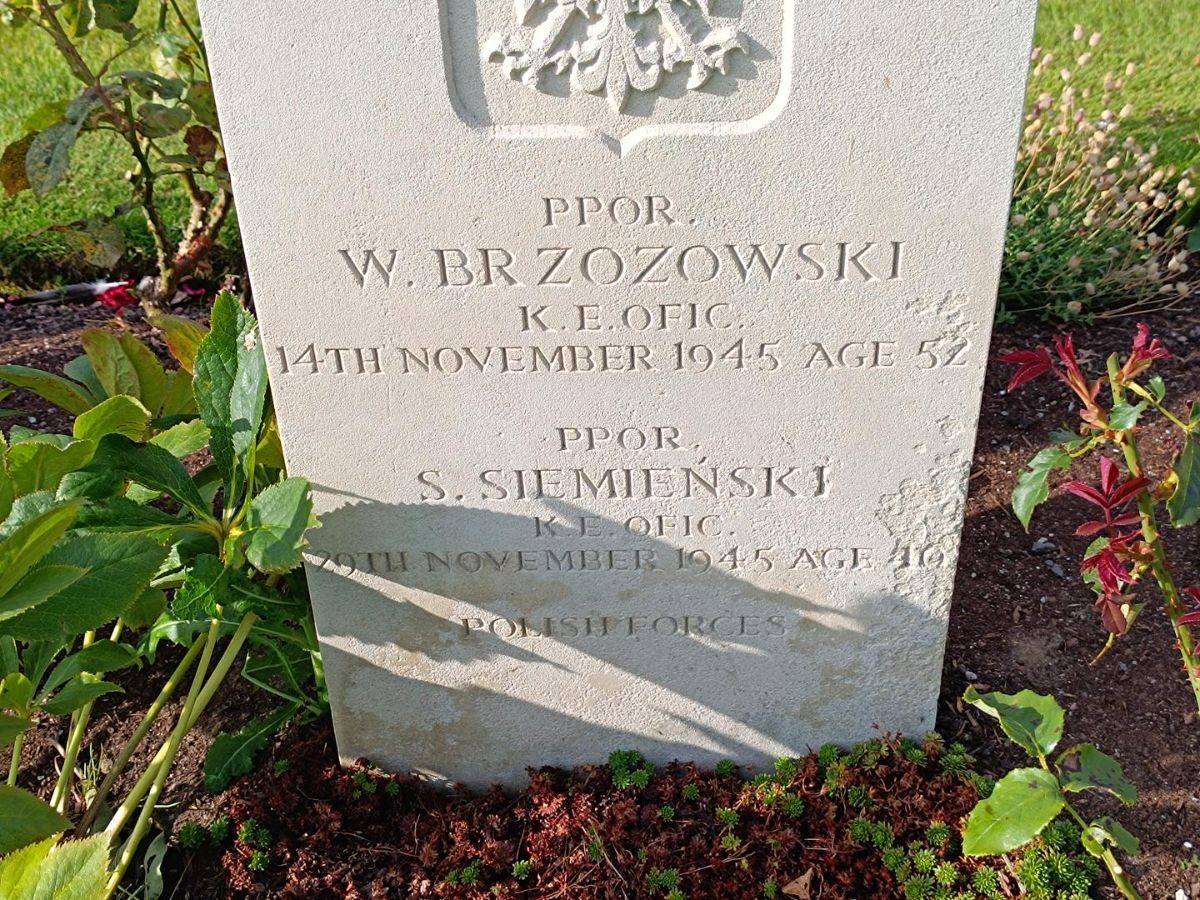 PPOR.
W. BRZOZOWSKI
K.E.OFIC.
14TH NOVEMBER 1945 AGE 52
PPOR.
S. SIEMIEŃSKI
K.E. OFIC.
29TH NOVEMBER 1945 AGE 40
POLISH FORCES